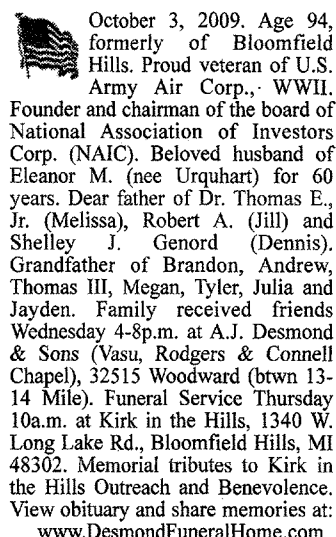 October 3, 2009. Age 94,
formerly of Bloomfield
Hills. Proud veteran of U.S.
Army Air Corp., WWII.
Founder and chairman of the board of
National Association of Investors
Corp. (NAIC). Beloved husband of
Eleanor M. (nee Urquhart) for 60
years. Dear father of Dr. Thomas E.,
Jr. (Melissa), Robert A. (Jill) and
Shelley J. Genord (Dennis).
Grandfather of Brandon, Andrew,
Thomas III, Megan, Tyler, Julia and
Jayden. Family received friends
Wednesday 4-8p.m. at A.J. Desmond
& Sons (Vasu, Rodgers & Connell
Chapel), 32515 Woodward (btwn 13-
14 Mile). Funeral Service Thursday
10a.m. at Kirk in the Hills, 1340 W.
Long Lake Rd., Bloomfield Hills, MI
48302. Memorial tributes to Kirk in
the Hills Outreach and Benevolence.
View obituary and share memories at:
www.DesmondFuneralHome.com